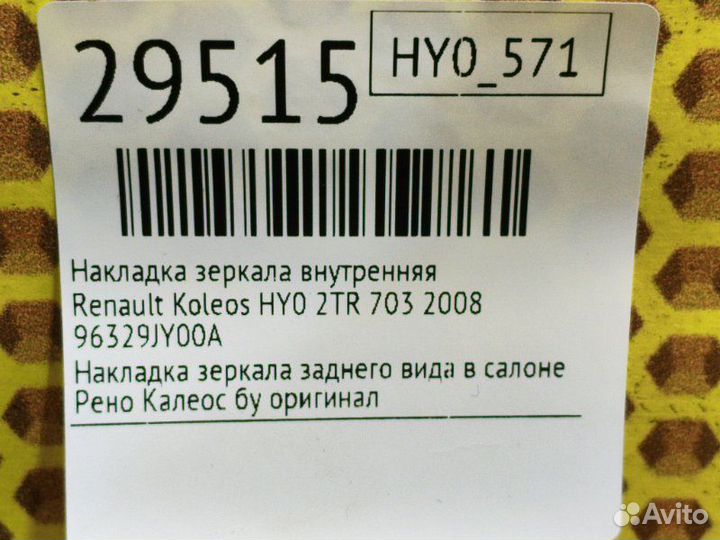 29515
HY0_571
Накладка зеркала внутренняя
Renault Koleos HY0 2TR 703 2008
96329JY00A
Накладка зеркала заднего вида в салоне
Рено Калеос бу оригинал
Avito